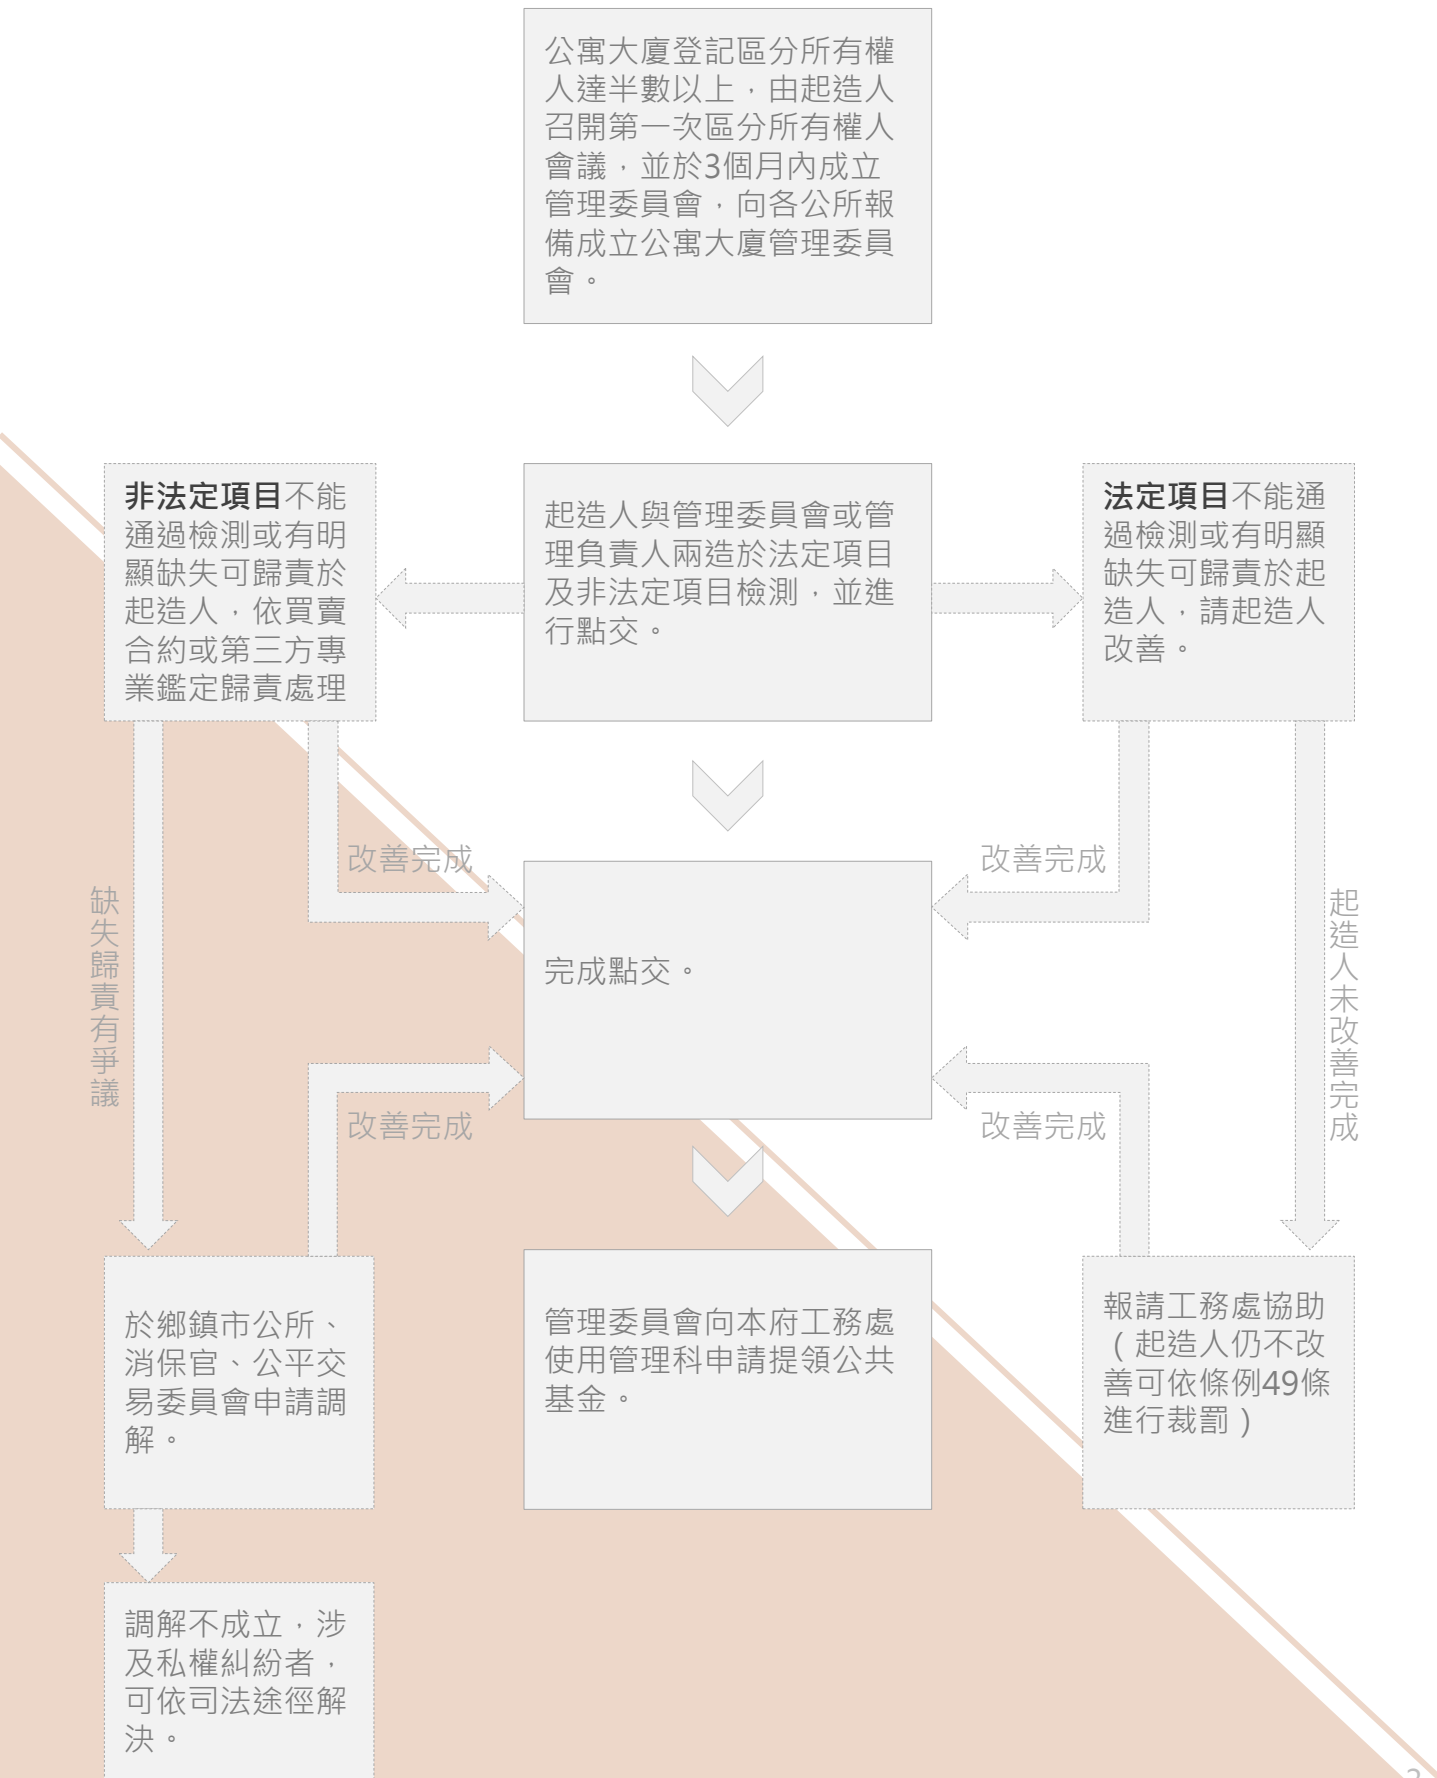 公寓大廈登記區分所有權
人達半數以上，由起造人
召開第一次區分所有權人
會議，並於3個月內成立
管理委員會，向各公所報
備成立公寓大廈管理委員
會。
非法定項目不能
通過檢測或有明
顯缺失可歸責於
起造人，依買賣
合約或第三方專
業鑑定歸責處理
起造人與管理委員會或管
理負責人兩造於法定項目
及非法定項目檢測，並進
行點交。
法定項目不能通
過檢測或有明顯
缺失可歸責於起
造人，請起造人
改善。
改善完成
改善完成
缺失歸責有爭議
完成點交。
起造人未改善完成
改善完成
改善完成
於鄉鎮市公所、
消保官、公平交
易委員會申請調
解。
管理委員會向本府工務處
使用管理科申請提領公共
基金。
報請工務處協助
（起造人仍不改
善可依條例49條
進行裁罰）
調解不成立，涉
及私權糾紛者，
可依司法途徑解
決。